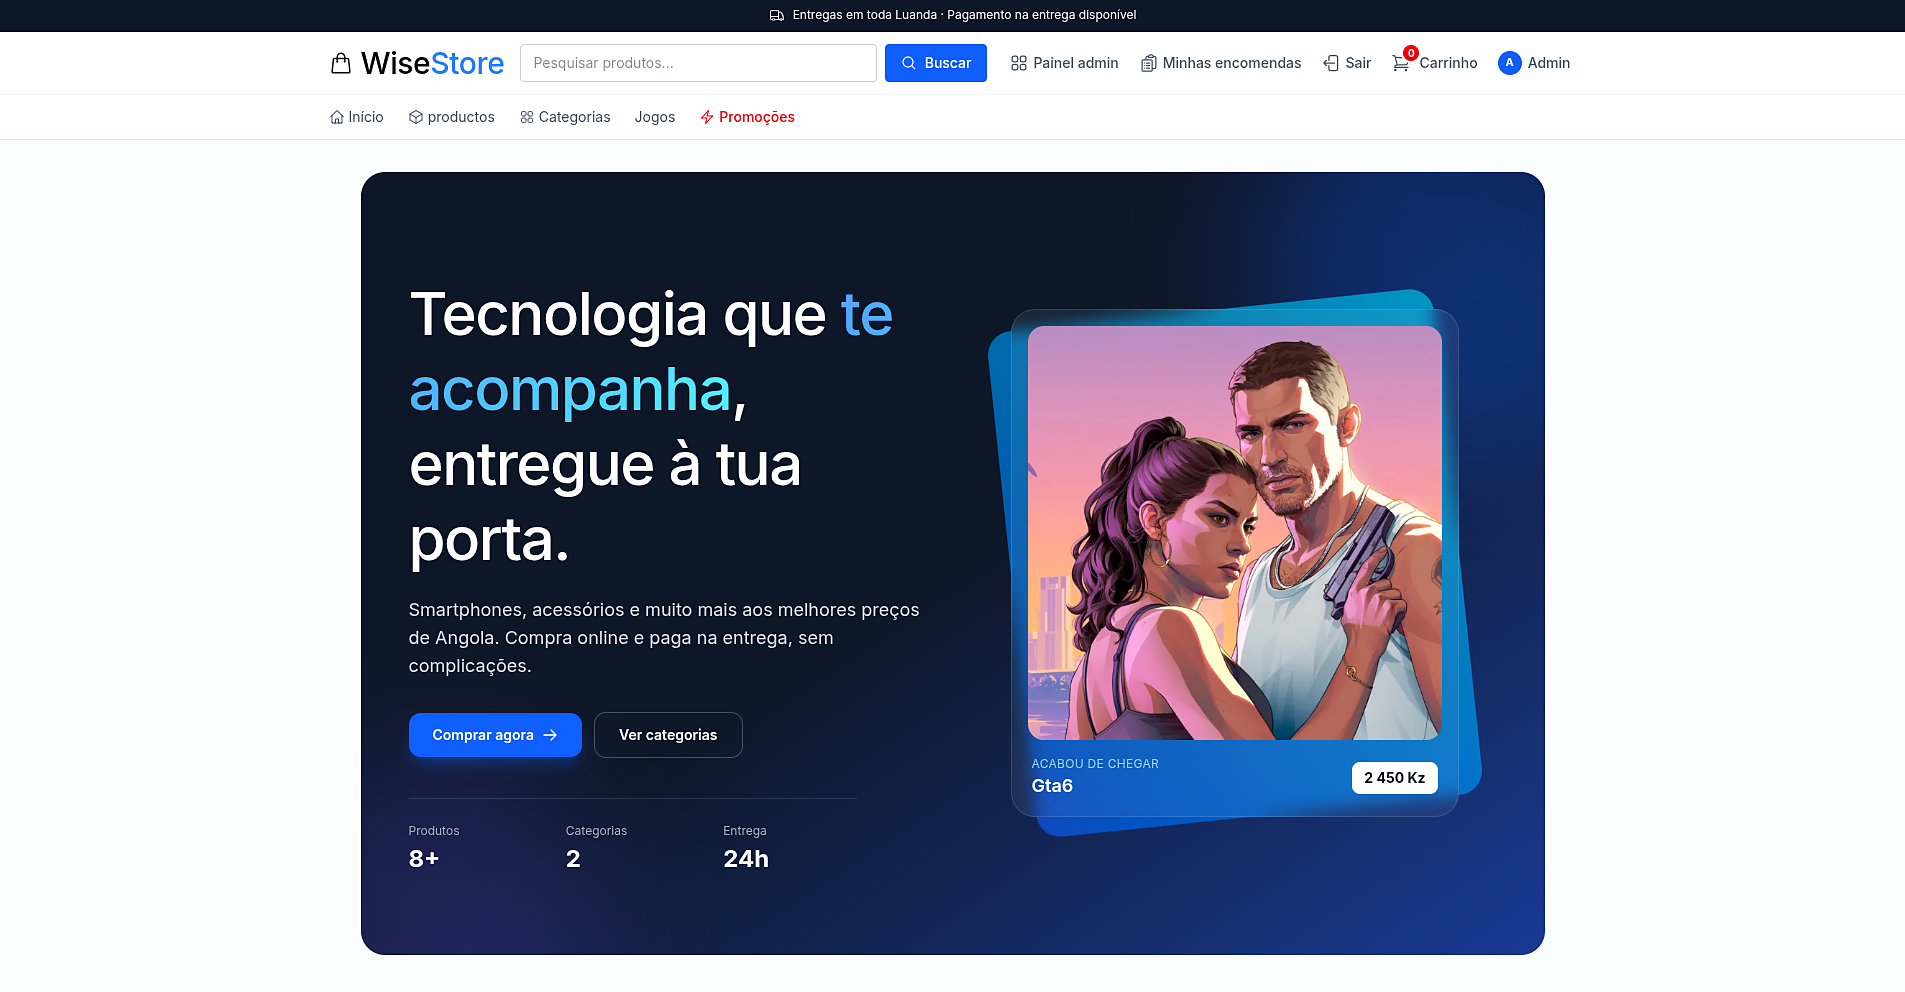 Entregas em toda Luanda · Pagamento na entrega disponível
WiseStore
Pesquisar produtos...
Buscar
Painel admin
Minhas encomendas
Sair
0
Carrinho
A
Admin
Início
productos
Categorias
Jogos
Promoções
Tecnologia que te
acompanha,
entregue à tua
porta.
Smartphones, acessórios e muito mais aos melhores preços
de Angola. Compra online e paga na entrega, sem
complicações.
Comprar agora
Ver categorias
Produtos
8+
Categorias
2
Entrega
24h
ACABOU DE CHEGAR
Gta6
2 450 Kz